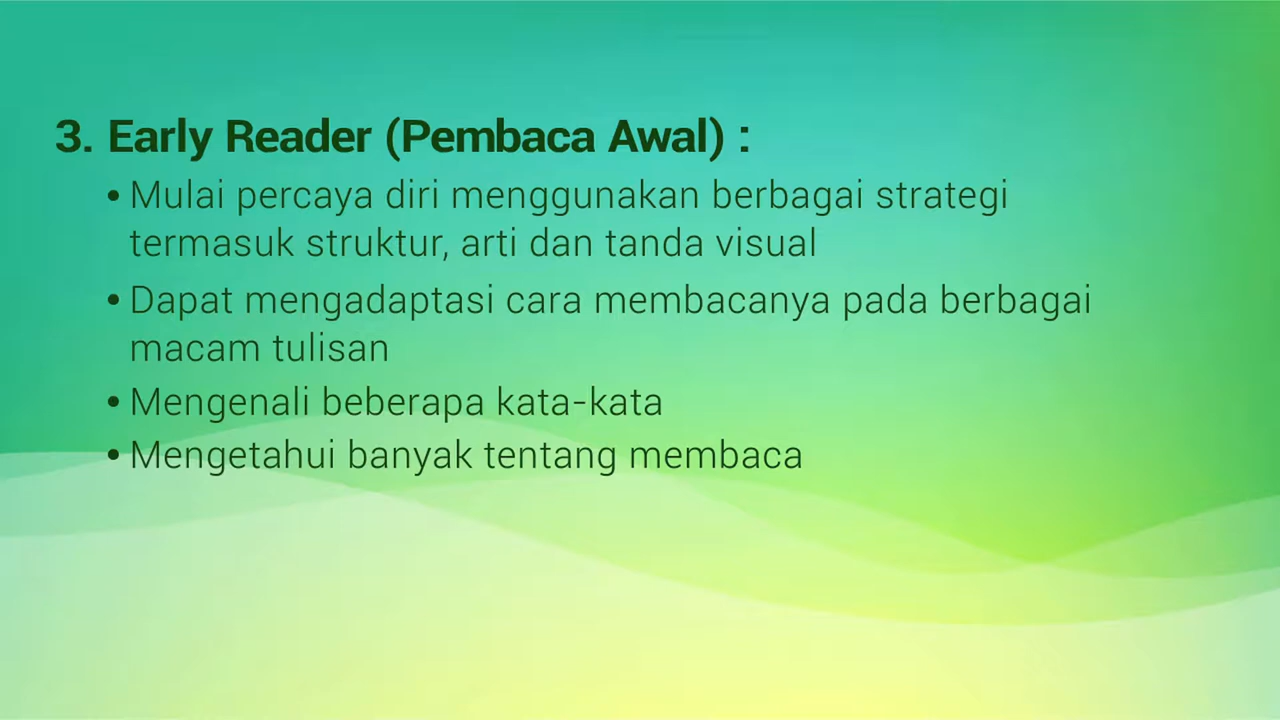 3. Early Reader (Pembaca Awal) :
• Mulai percaya diri menggunakan berbagai strategi
termasuk struktur, arti dan tanda visual
• Dapat mengadaptasi cara membacanya pada berbagai
macam tulisan
• Mengenali beberapa kata-kata
• Mengetahui banyak tentang membaca